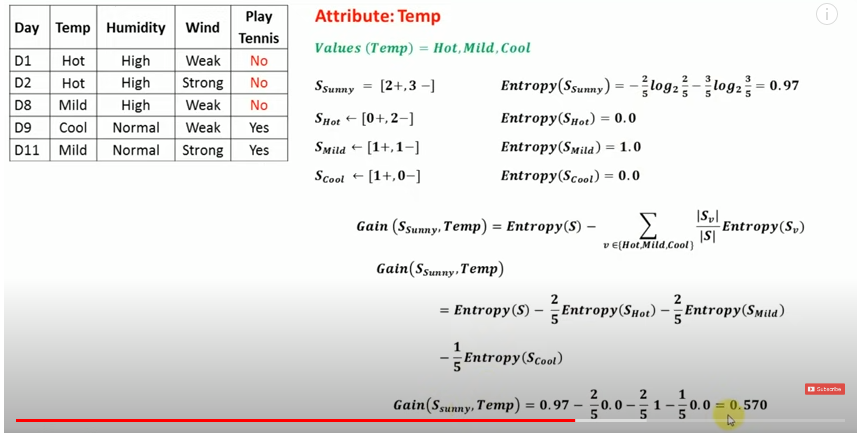 Day Temp Humidity Wind Play Tennis
D1 Hot High Weak No
D2 Hot High Strong No
D8 Mild High Weak No
D9 Cool Normal Weak Yes
D11 Mild Normal Strong Yes
Attribute: Temp
Values (Temp) = Hot, Mild, Cool
S_Sunny = [2+, 3 −] Entropy(S_Sunny) = −2/5 log₂ 2/5 − 3/5 log₂ 3/5 = 0.97
S_Hot ← [0+, 2−] Entropy(S_Hot) = 0.0
S_Mild ← [1+, 1−] Entropy(S_Mild) = 1.0
S_Cool ← [1+, 0−] Entropy(S_Cool) = 0.0
Gain (S_Sunny, Temp) = Entropy(S) − ∑ v ∈{Hot,Mild,Cool} |S_v|/|S| Entropy(S_v)
Gain(S_Sunny, Temp)
= Entropy(S) − 2/5 Entropy(S_Hot) − 2/5 Entropy(S_Mild)
− 1/5 Entropy(S_Cool)
Gain(S_sunny, Temp) = 0.97 − 2/5 0.0 − 2/5 1 − 1/5 0.0 = 0.570
Subscribe